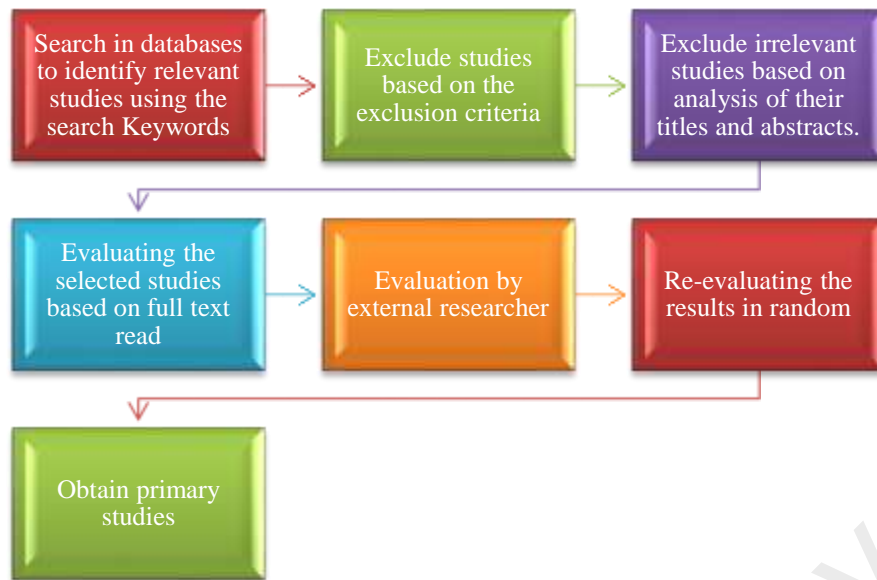 Search in databases
to identify relevant
studies using the
search Keywords
Exclude studies
based on the
exclusion criteria
Exclude irrelevant
studies based on
analysis of their
titles and abstracts.
Evaluating the
selected studies
based on full text
read
Evaluation by
external researcher
Re-evaluating the
results in random
Obtain primary
studies